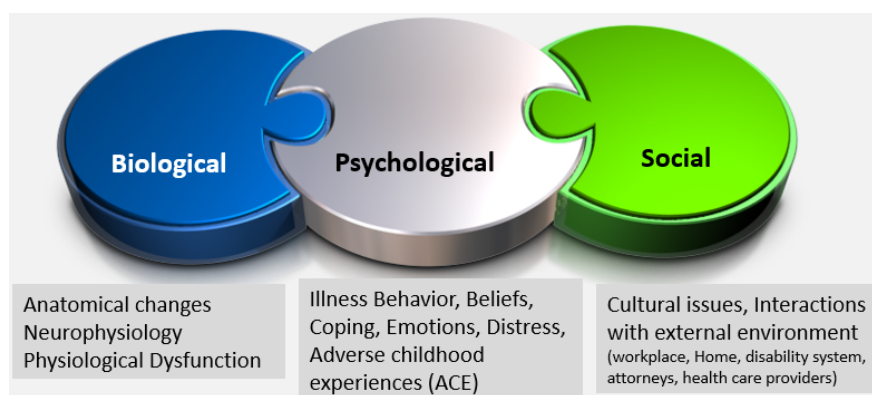 Biological
Psychological
Social
Anatomical changes
Neurophysiology
Physiological Dysfunction
Illness Behavior, Beliefs,
Coping, Emotions, Distress,
Adverse childhood
experiences (ACE)
Cultural issues, Interactions
with external environment
(workplace, Home, disability system,
attorneys, health care providers)